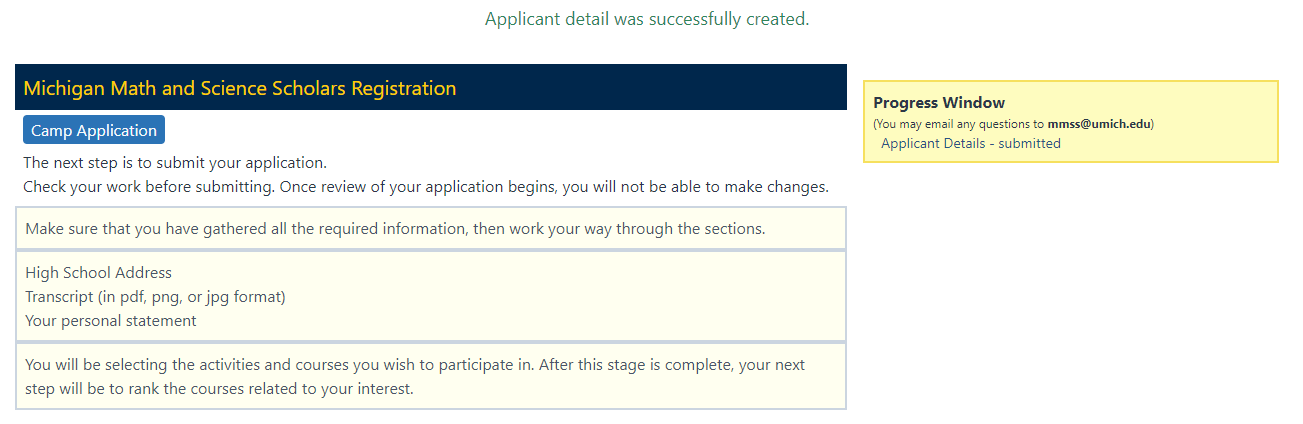 Applicant detail was successfully created.
Michigan Math and Science Scholars Registration
Camp Application
The next step is to submit your application.
Check your work before submitting. Once review of your application begins, you will not be able to make changes.
Make sure that you have gathered all the required information, then work your way through the sections.
High School Address
Transcript (in pdf, png, or jpg format)
Your personal statement
You will be selecting the activities and courses you wish to participate in. After this stage is complete, your next
step will be to rank the courses related to your interest.
Progress Window
(You may email any questions to mmss@umich.edu)
Applicant Details - submitted